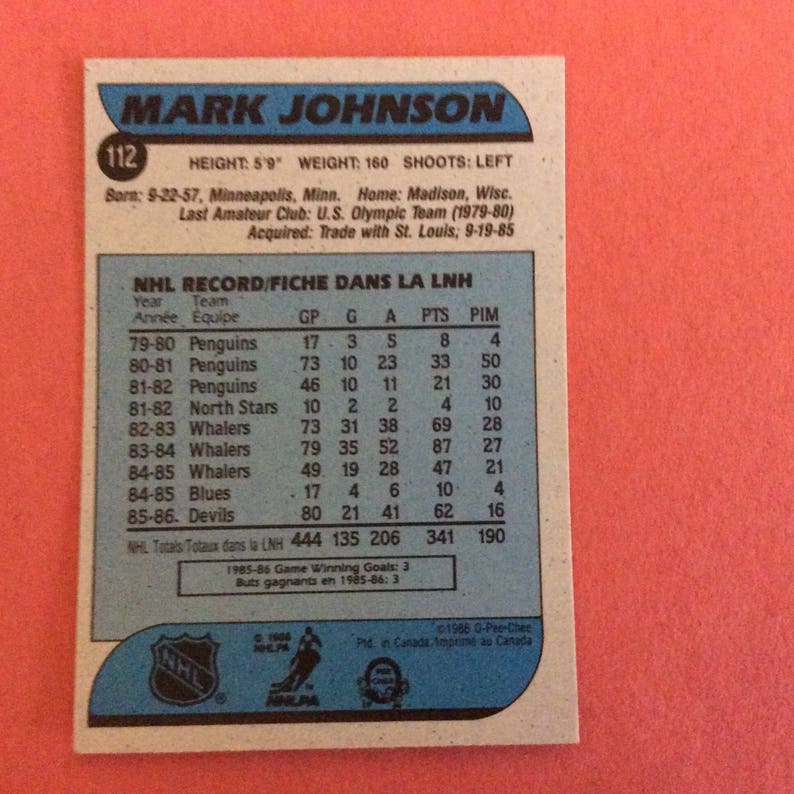 MARK JOHNSON
112
HEIGHT: 5'9" WEIGHT: 160 SHOOTS: LEFT
Born: 9-22-57, Minneapolis, Minn. Home: Madison, Wisc.
Last Amateur Club: U.S. Olympic Team (1979-80)
Acquired: Trade with St. Louis, 9-19-85
NHL RECORD/FICHE DANS LA LNH
Year Team
Année Équipe GP G A PTS PIM
79-80 Penguins 17 3 5 8 4
80-81 Penguins 73 10 23 33 50
81-82 Penguins 46 10 11 21 30
81-82 North Stars 10 2 2 4 10
82-83 Whalers 73 31 38 69 28
83-84 Whalers 79 35 52 87 27
84-85 Whalers 49 19 28 47 21
84-85 Blues 17 4 6 10 4
85-86 Devils 80 21 41 62 16
NHL Totals/Totaux dans la LNH 444 135 206 341 190
1985-86 Game Winning Goals: 3
Buts gagnants en 1985-86: 3
©1986 O-Pee-Chee
Ptd. in Canada/Imprimé au Canada
© 1986
NHLPA
NHL
®
NHLPA
™
OPEE
CHEE